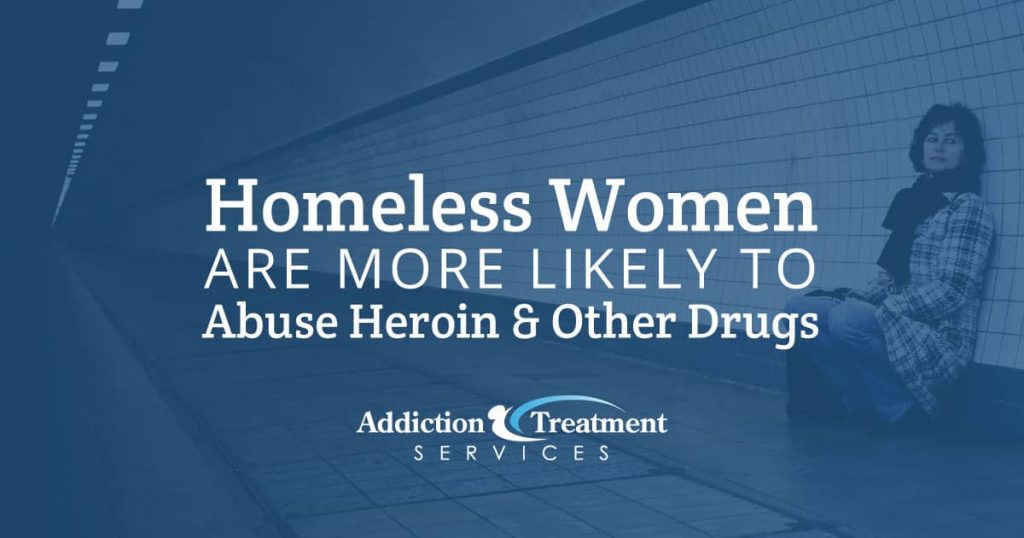 Homeless Women
ARE MORE LIKELY TO
Abuse Heroin & Other Drugs
Addiction Treatment
SERVICES